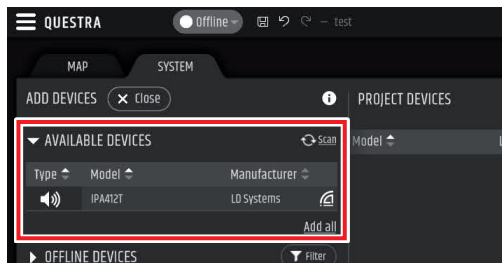 QUESTRA Offline – test
MAP SYSTEM
ADD DEVICES × Close i PROJECT DEVICES
AVAILABLE DEVICES Scan Model
Type Model Manufacturer
IPA412T LD Systems
Add all
OFFLINE DEVICES Filter